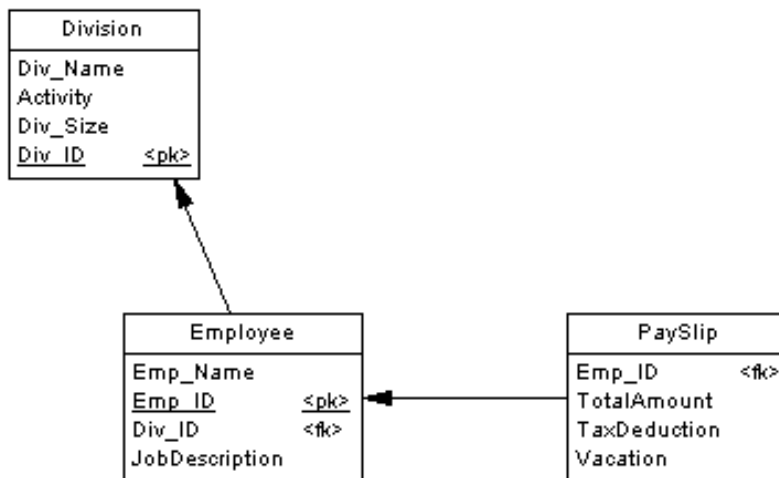 Division
Div_Name
Activity
Div_Size
Div_ID <pk>
Employee
Emp_Name
Emp_ID <pk>
Div_ID <fk>
JobDescription
PaySlip
Emp_ID <fk>
TotalAmount
TaxDeduction
Vacation